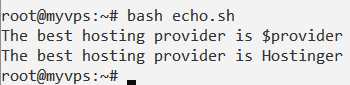 root@myvps:~# bash echo.sh
The best hosting provider is $provider
The best hosting provider is Hostinger
root@myvps:~#